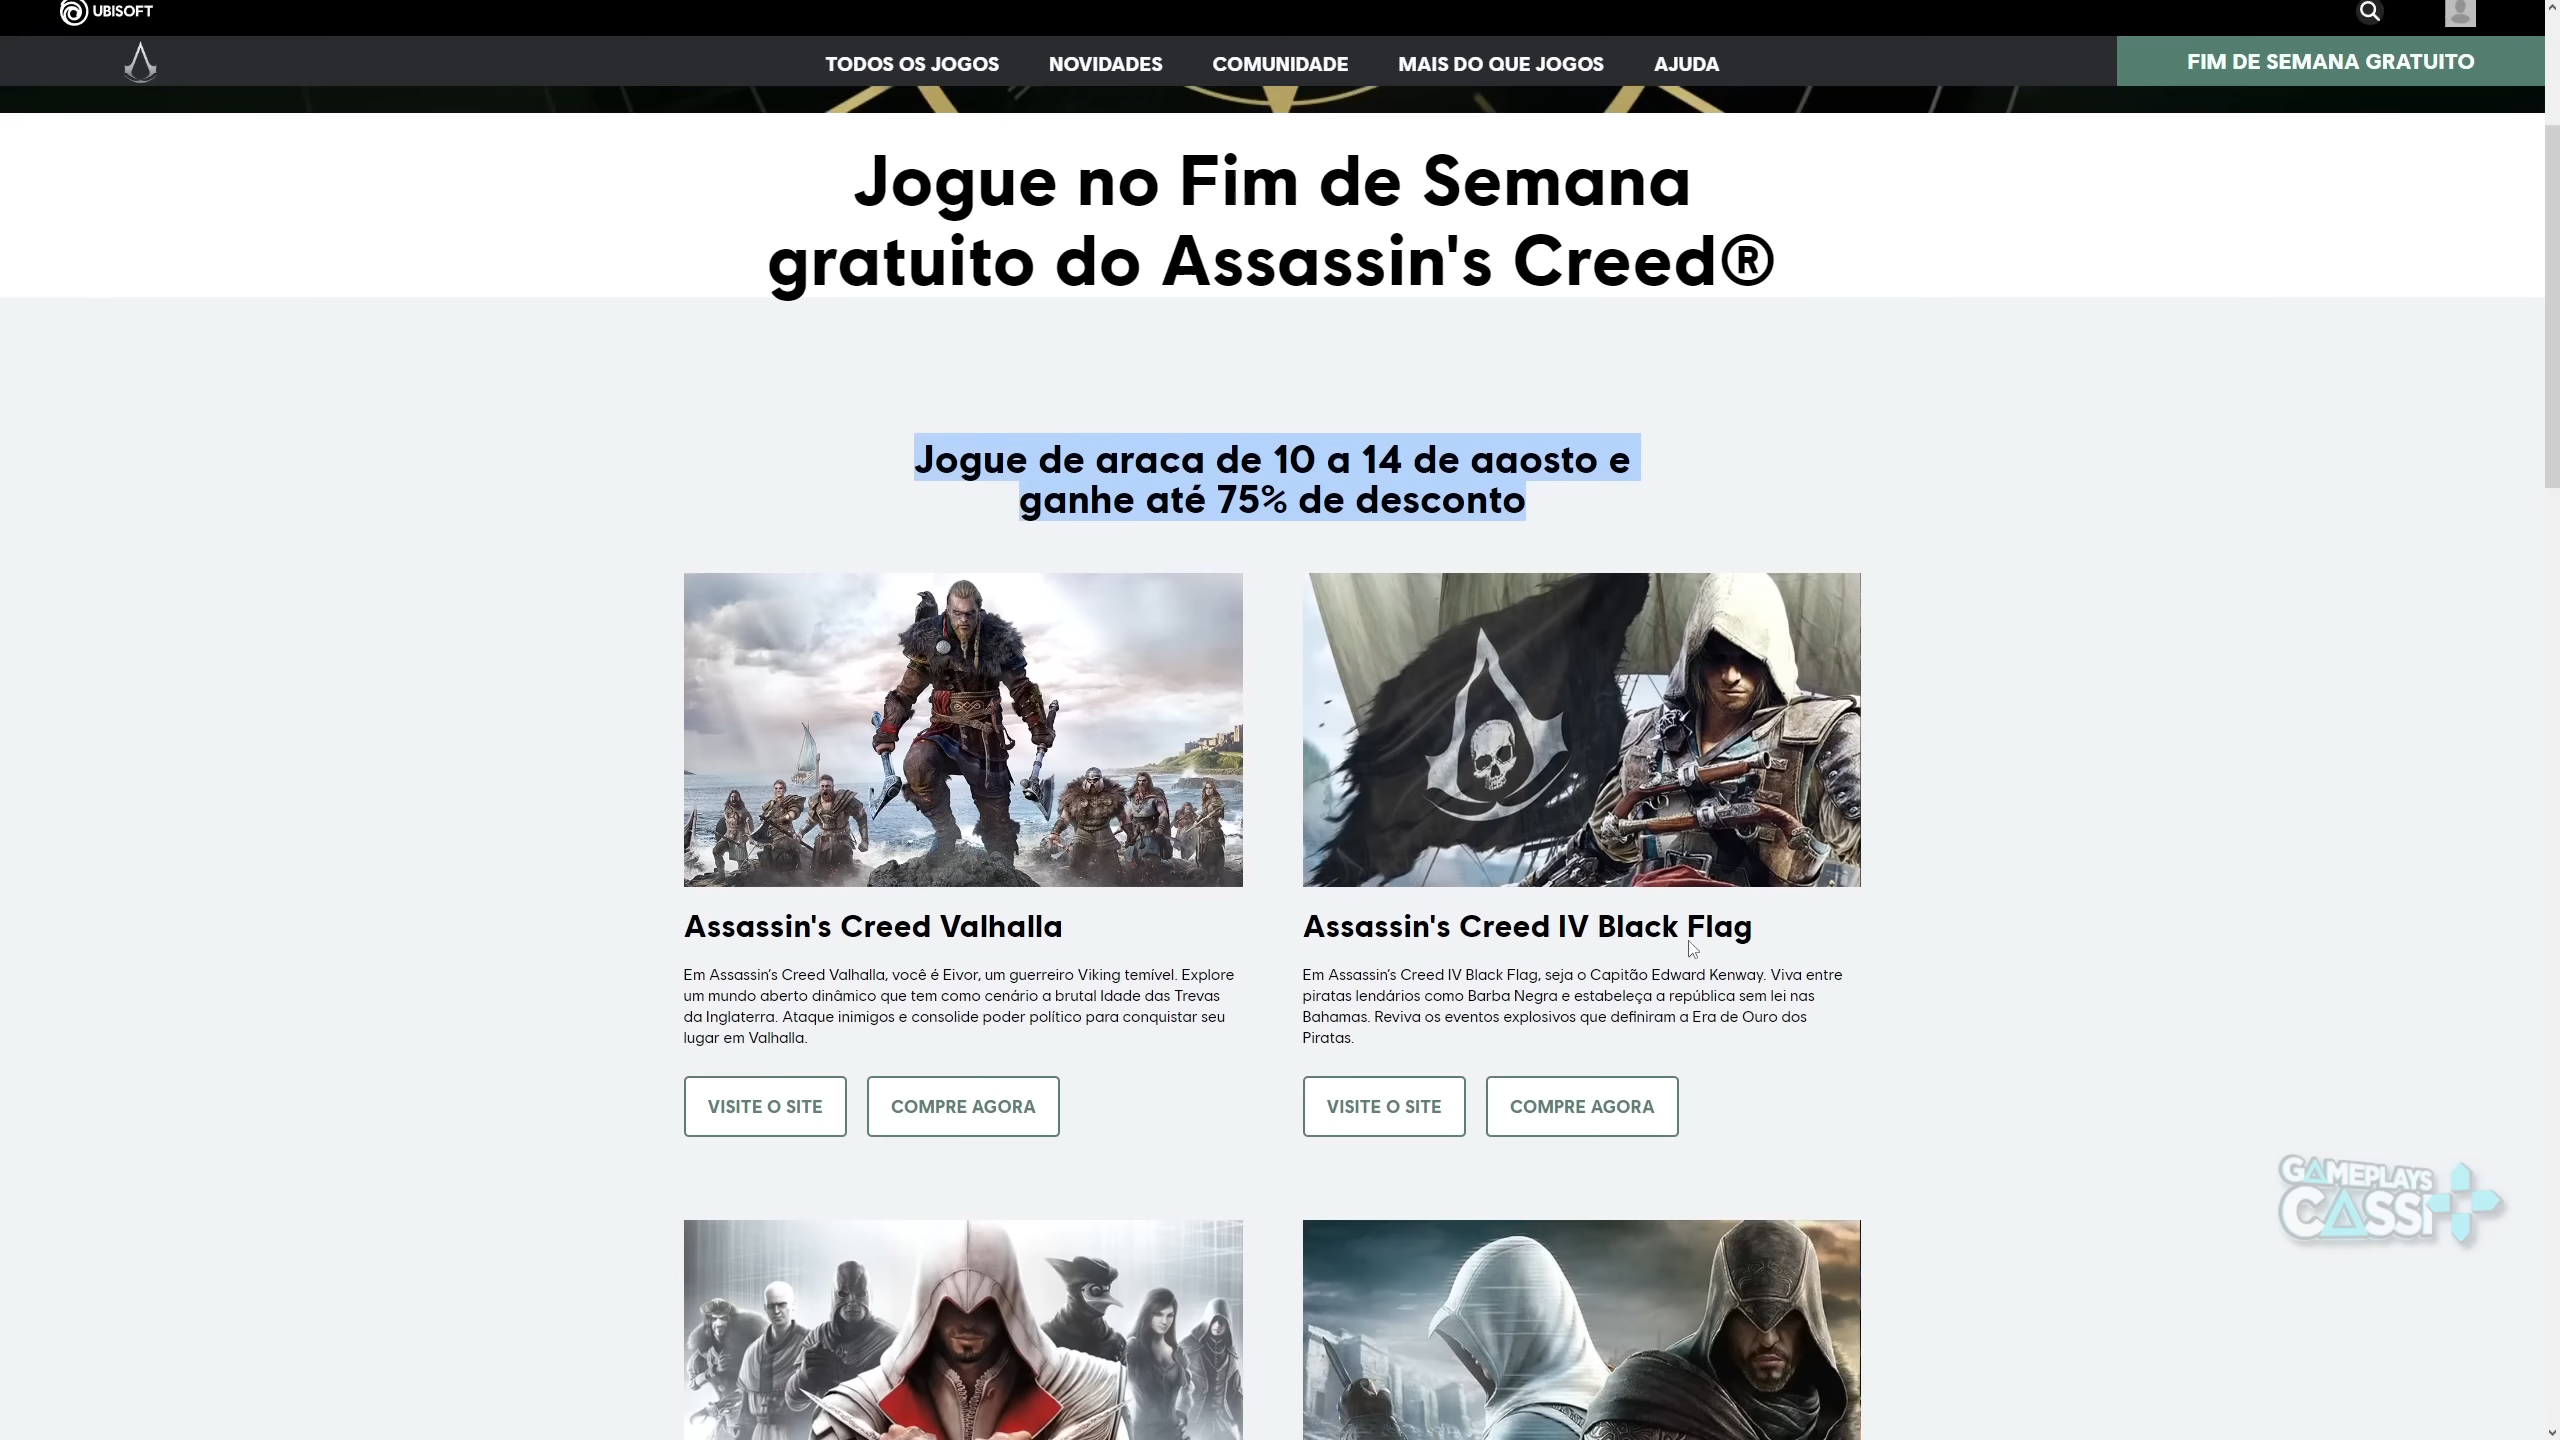 UBISOFT
TODOS OS JOGOS NOVIDADES COMUNIDADE MAIS DO QUE JOGOS AJUDA FIM DE SEMANA GRATUITO
Jogue no Fim de Semana
gratuito do Assassin's Creed®
Jogue de graça de 10 a 14 de agosto e
ganhe até 75% de desconto
Assassin's Creed Valhalla
Em Assassin's Creed Valhalla, você é Eivor, um guerreiro Viking temível. Explore
um mundo aberto dinâmico que tem como cenário a brutal Idade das Trevas
da Inglaterra. Ataque inimigos e consolide poder político para conquistar seu
lugar em Valhalla.
VISITE O SITE COMPRE AGORA
Assassin's Creed IV Black Flag
Em Assassin's Creed IV Black Flag, seja o Capitão Edward Kenway. Viva entre
piratas lendários como Barba Negra e estabeleça a república sem lei nas
Bahamas. Reviva os eventos explosivos que definiram a Era de Ouro dos
Piratas.
VISITE O SITE COMPRE AGORA
GAMEPLAYS
CASSI